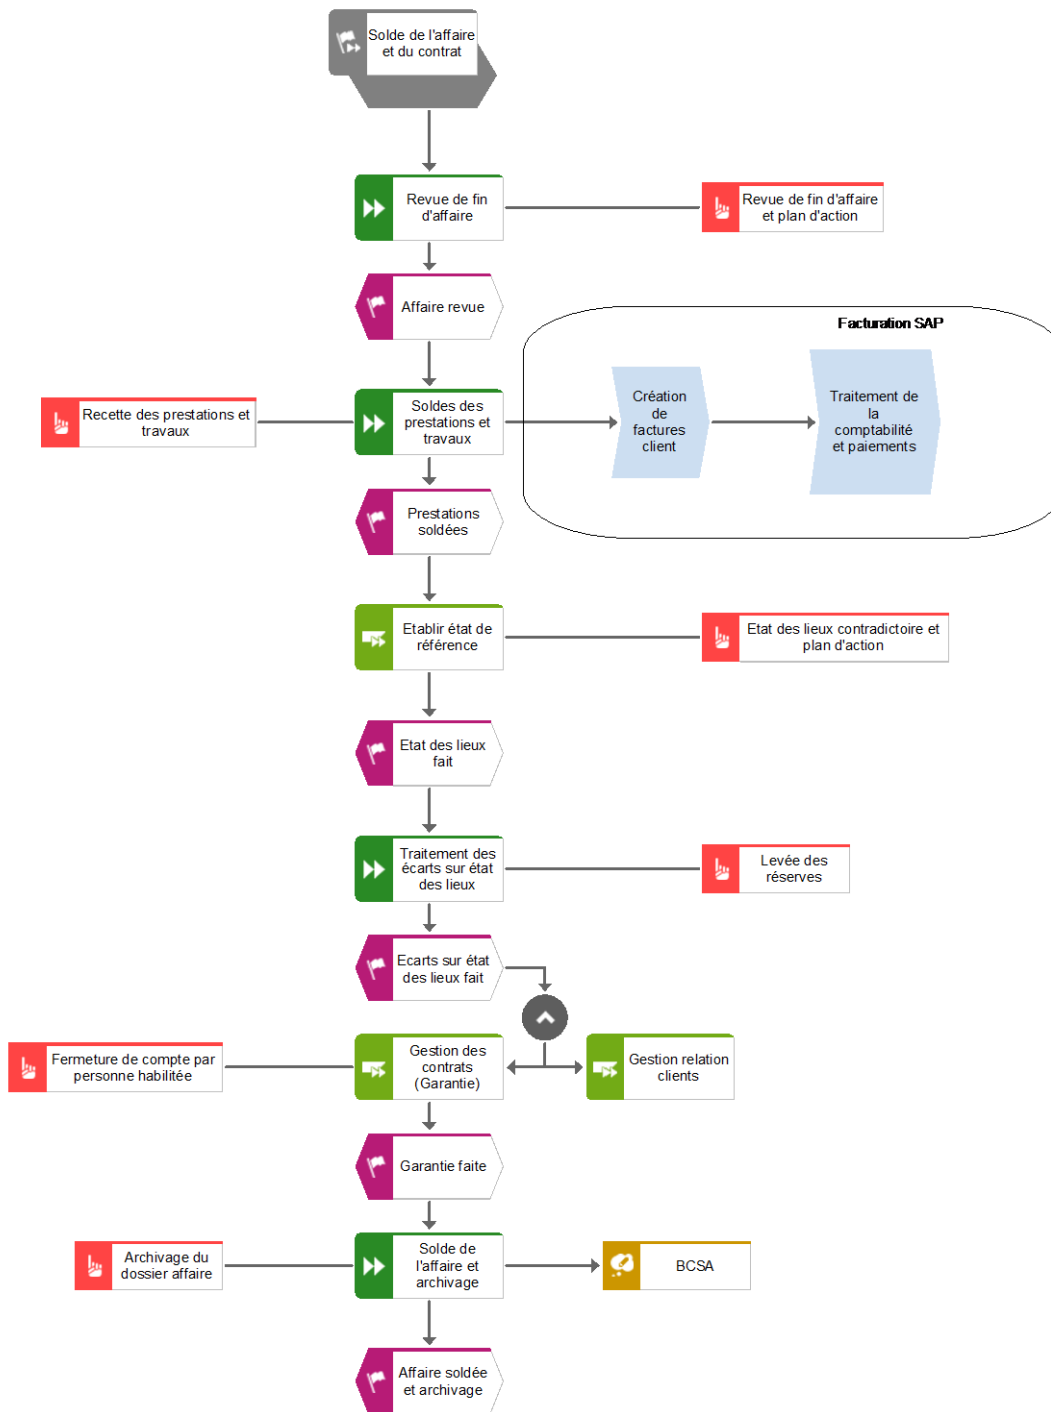 Solde de l'affaire
et du contrat
Revue de fin
d'affaire
Revue de fin d'affaire
et plan d'action
Affaire revue
Facturation SAP
Recette des prestations et
travaux
Soldes des
prestations et
travaux
Création
de
factures
client
Traitement de
la
comptabilité
et paiements
Prestations
soldées
Etablir état de
référence
Etat des lieux contradictoire et
plan d'action
Etat des lieux
fait
Traitement des
écarts sur état
des lieux
Levée des
réserves
Ecarts sur état
des lieux fait
Fermeture de compte par
personne habilitée
Gestion des
contrats
(Garantie)
Gestion relation
clients
Garantie faite
Archivage du
dossier affaire
Solde de
l'affaire et
archivage
BCSA
Affaire soldée
et archivage